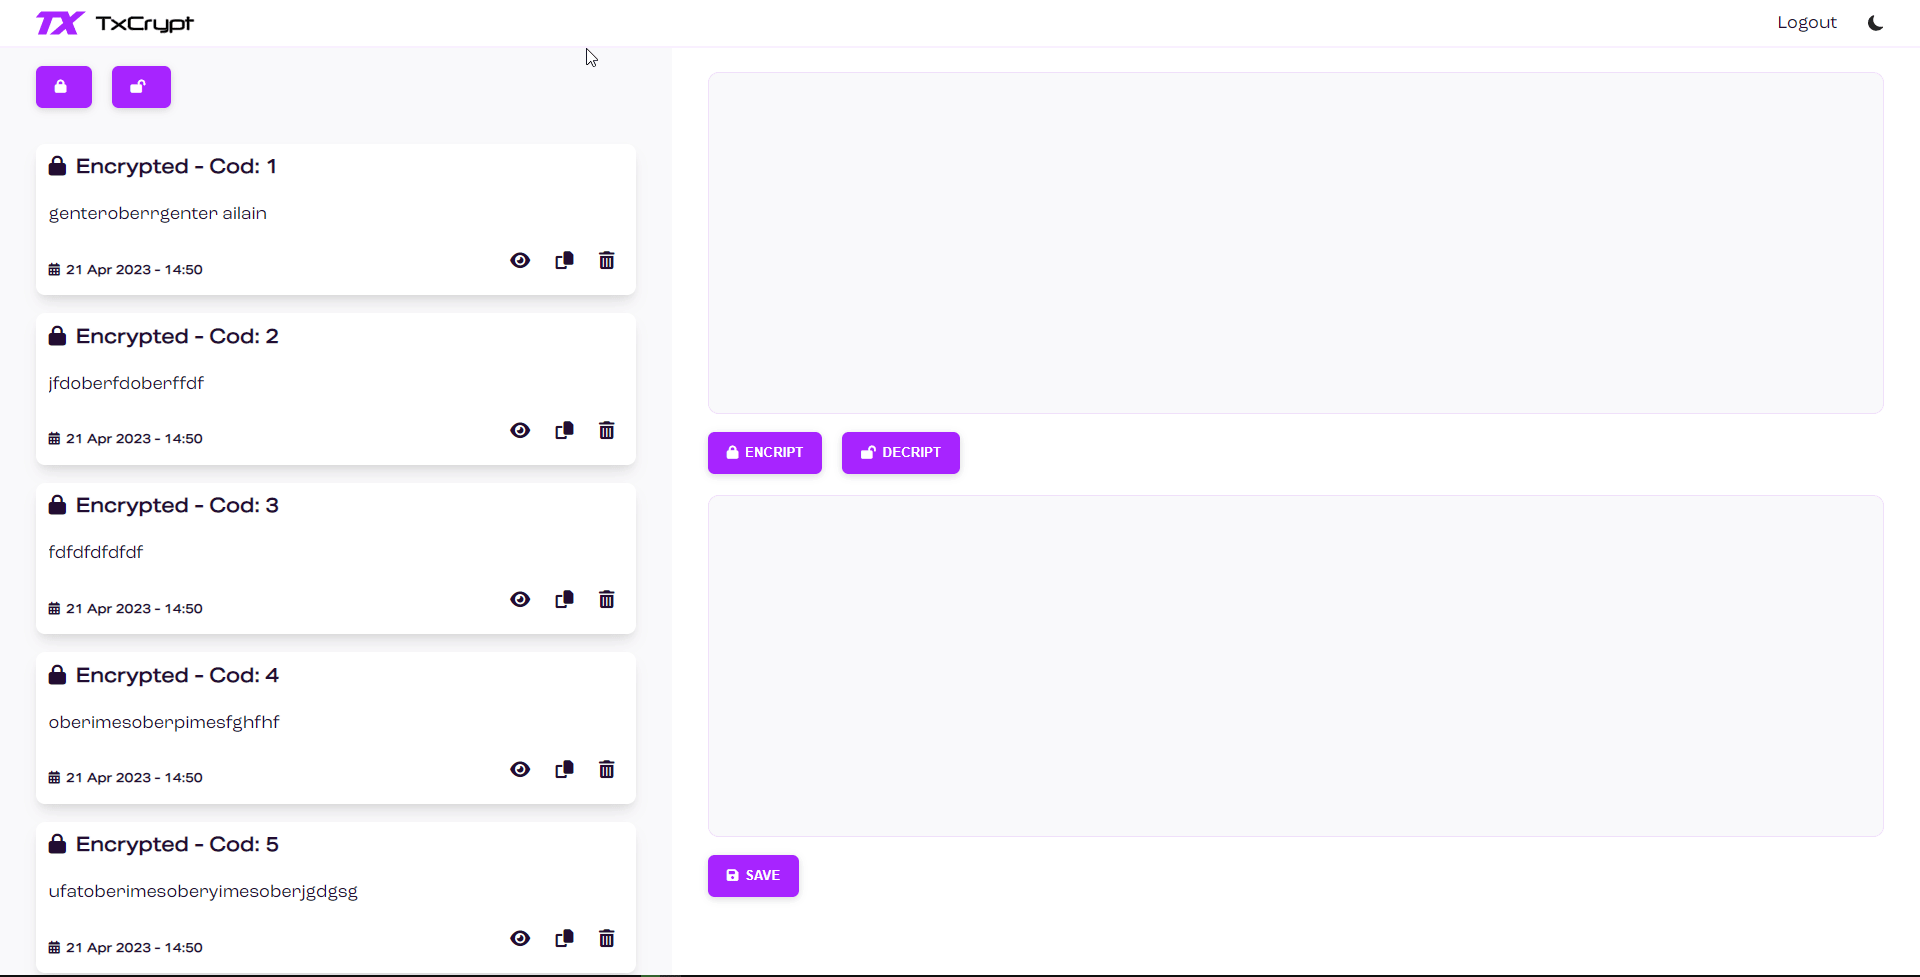 TX TxCrypt
Logout
Encrypted - Cod: 1
genteroberrgenter ailain
21 Apr 2023 - 14:50
Encrypted - Cod: 2
jfdoberfdoberffdf
21 Apr 2023 - 14:50
Encrypted - Cod: 3
fdfdfdfdfdf
21 Apr 2023 - 14:50
Encrypted - Cod: 4
oberimesoberpimesfghfhf
21 Apr 2023 - 14:50
Encrypted - Cod: 5
ufatoberimesoberyimesoberjgdgsg
21 Apr 2023 - 14:50
ENCRIPT DECRIPT
SAVE